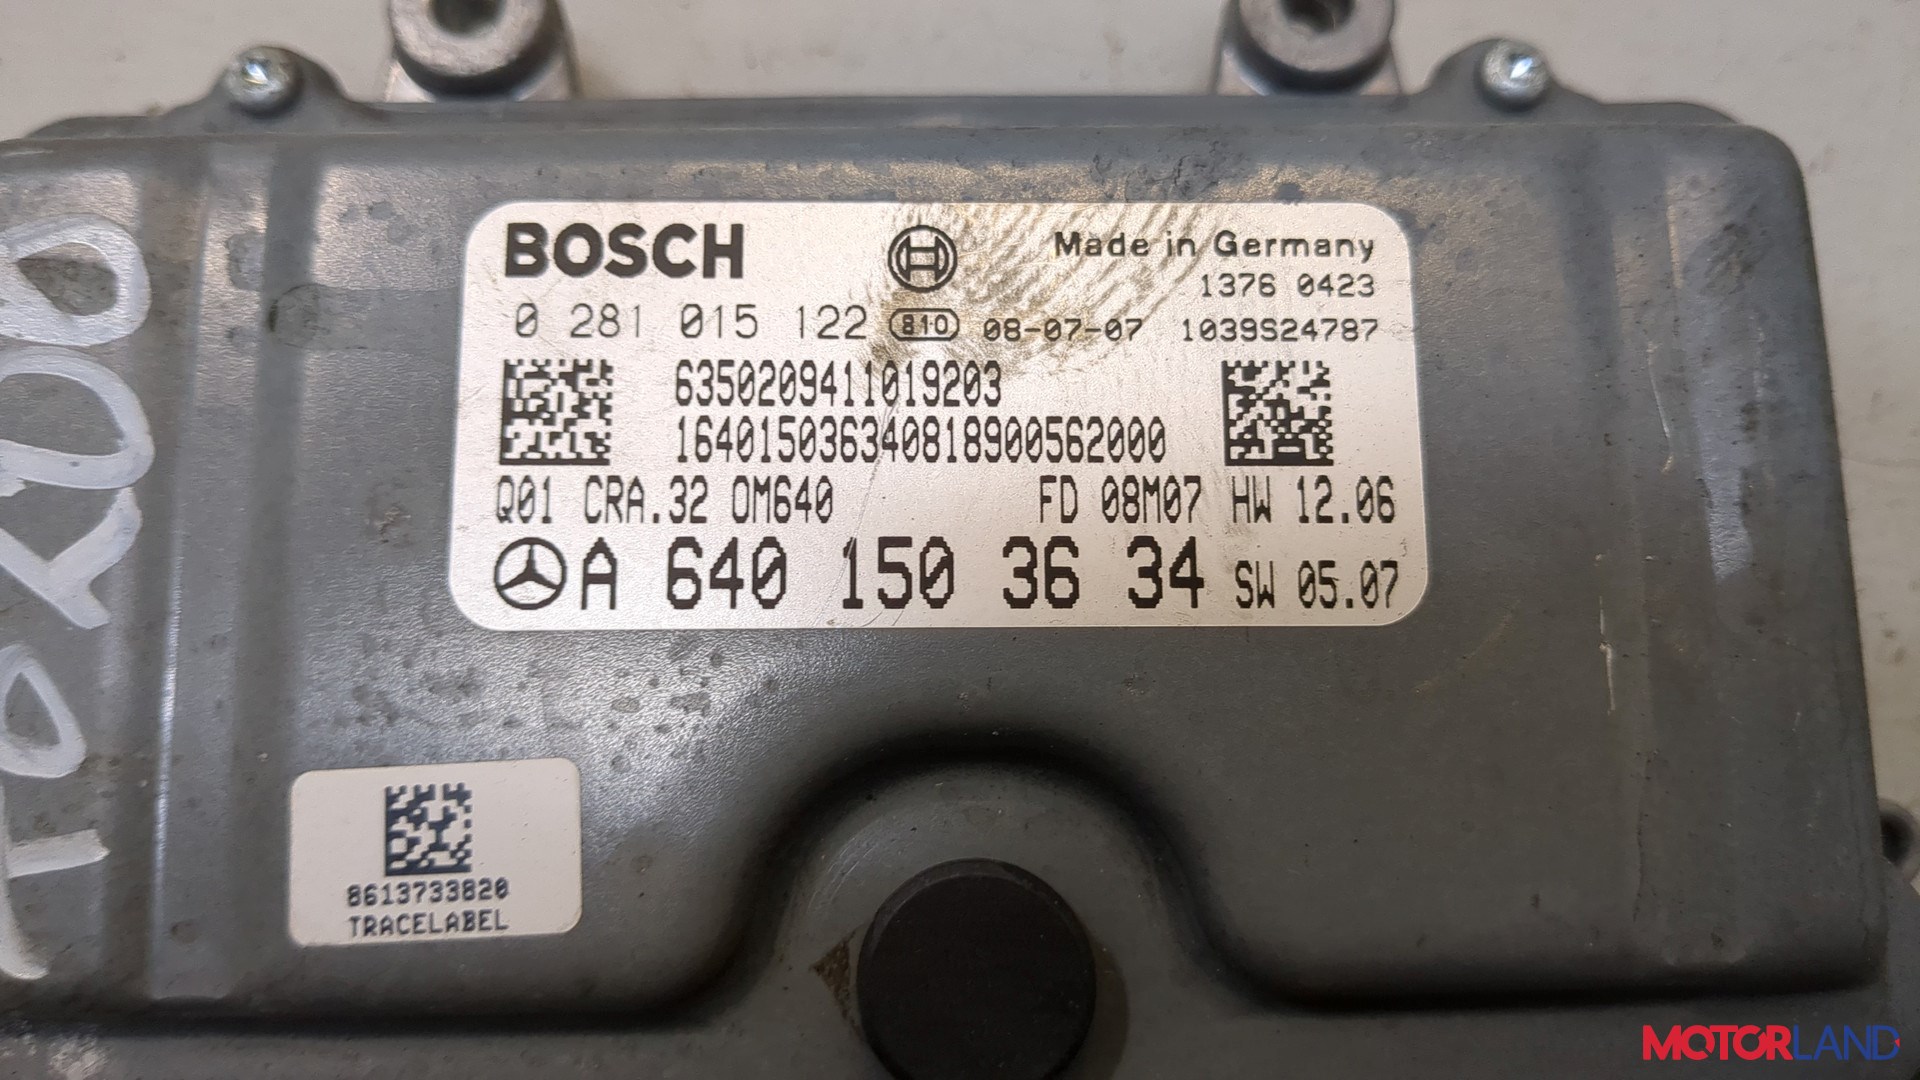 BOSCH
Made in Germany
1376 0423
0 281 015 122 810 08-07-07 1039S24787
6350209411019203
164015036340818900562000
Q01 CRA.32 OM640 FD 08M07 HW 12.06
A 640 150 36 34 SW 05.07
8613733820
TRACELABEL
MOTORLAND